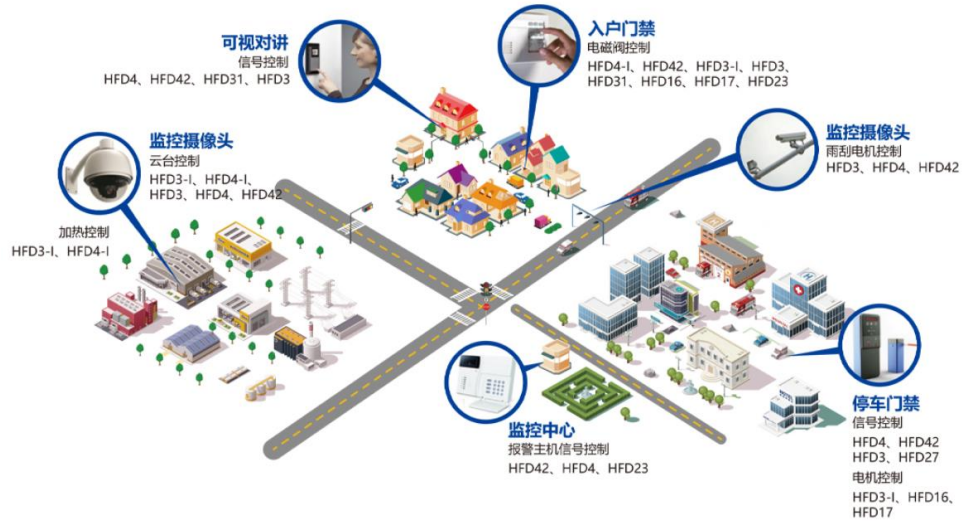 可视对讲
信号控制
HFD4、HFD42、HFD31、HFD3
入户门禁
电磁阀控制
HFD4-I、HFD42、HFD3-I、HFD3、
HFD31、HFD16、HFD17、HFD23
监控摄像头
云台控制
HFD3-I、HFD4-I、
HFD3、HFD4、HFD42
加热控制
HFD3-I、HFD4-I
监控摄像头
雨刮电机控制
HFD3、HFD4、HFD42
监控中心
报警主机信号控制
HFD42、HFD4、HFD23
停车门禁
信号控制
HFD4、HFD42
HFD3、HFD27
电机控制
HFD3-I、HFD16、
HFD17
H